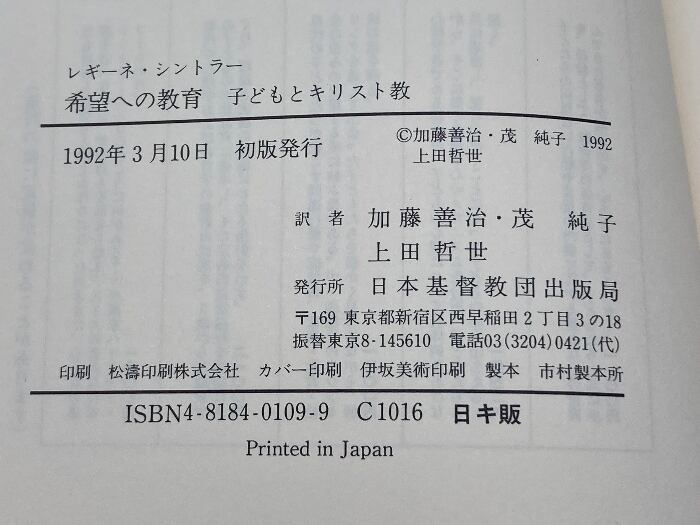 レギーネ・シントラー
希望への教育 子どもとキリスト教
1992年3月10日 初版発行
©加藤善治・茂 純子 1992
上田哲世
訳者 加藤善治・茂 純子
上田哲世
発行所 日本基督教団出版局
〒169 東京都新宿区西早稲田2丁目3の18
振替東京8-145610 電話03(3204)0421(代)
印刷 松濤印刷株式会社 カバー印刷 伊坂美術印刷 製本 市村製本所
ISBN4-8184-0109-9 C1016 日キ販
Printed in Japan